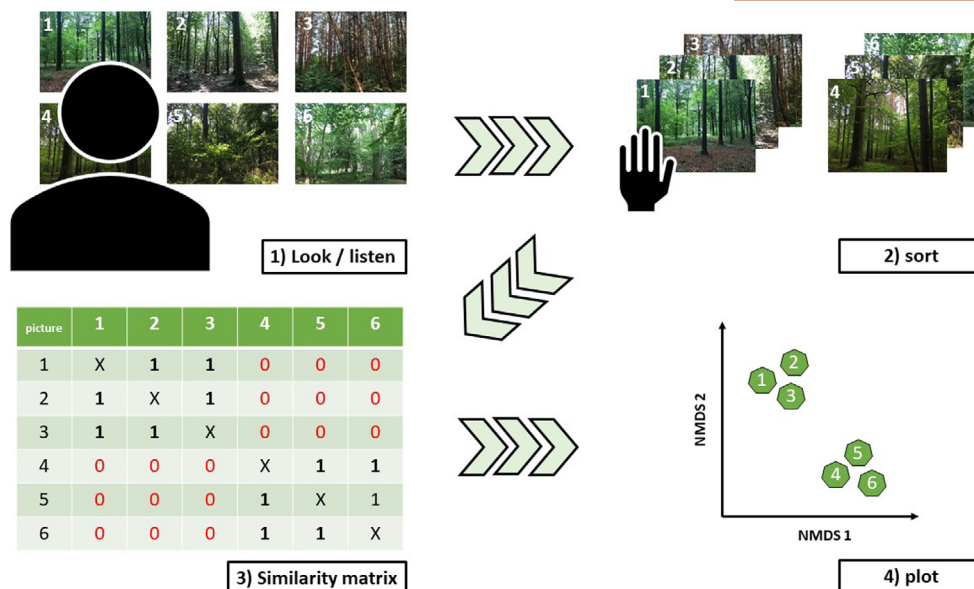 1 2 3
4 5 6
1) Look / listen
3
2
1
6
5
4
2) sort
picture 1 2 3 4 5 6
1 X 1 1 0 0 0
2 1 X 1 0 0 0
3 1 1 X 0 0 0
4 0 0 0 X 1 1
5 0 0 0 1 X 1
6 0 0 0 1 1 X
3) Similarity matrix
NMDS 2
2
1
3
5
4
6
NMDS 1
4) plot